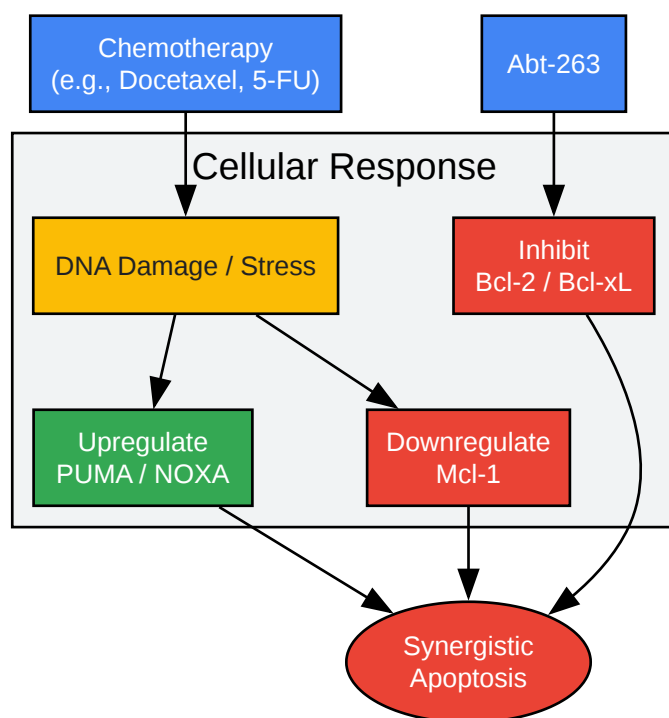 Chemotherapy
(e.g., Docetaxel, 5-FU)
Abt-263
Cellular Response
DNA Damage / Stress
Inhibit
Bcl-2 / Bcl-xL
Upregulate
PUMA / NOXA
Downregulate
Mcl-1
Synergistic
Apoptosis